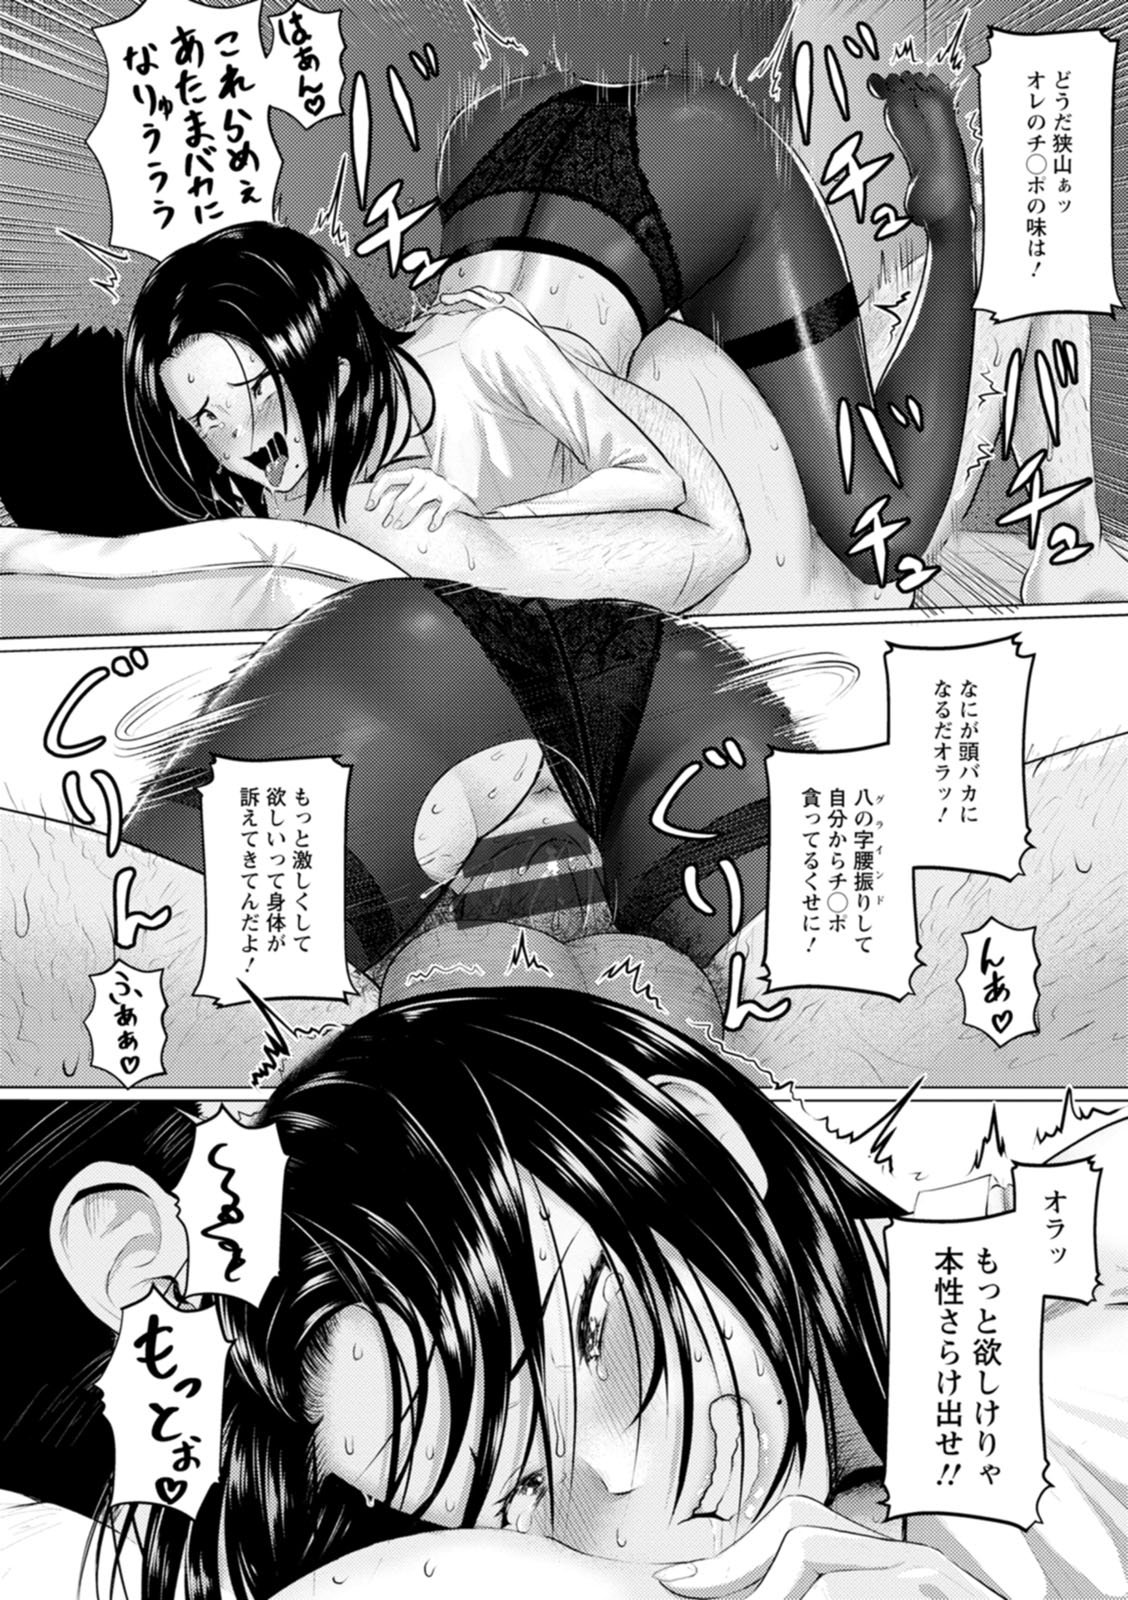 どうだ狭山ぁッ
オレのチ◯ポの味は！
はぁん♡
これらめぇ
あたまバカに
なりゅううう
チュ
チュ
バチュ
バチュ
チュ
なにが頭バカに
なるだオラッ！
八の字腰振りして
グラインド
自分からチ◯ポ
貪ってるくせに！
もっと激しくして
欲しいって身体が
訴えてきてんだよ！
ぐりん
ぐりん
んあ♡
ふぁぁ♡
オラッ
もっと欲しけりゃ
本性さらけ出せ!!
もっとぉ♡